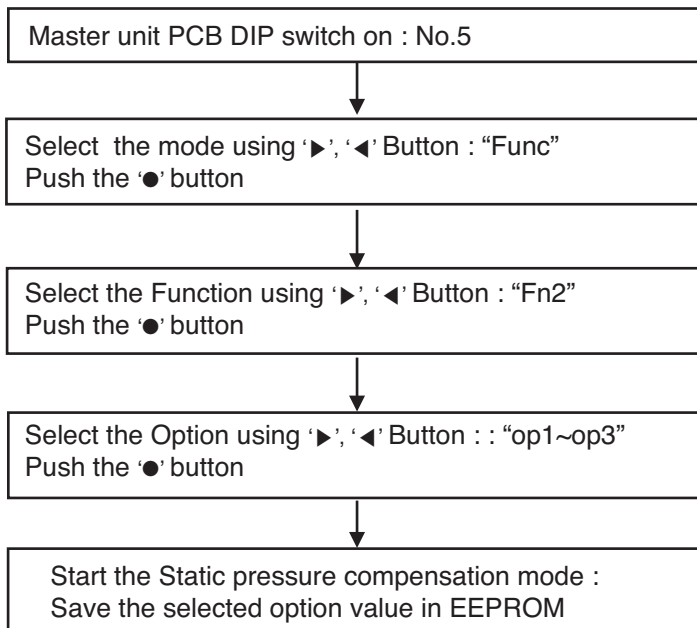 Master unit PCB DIP switch on : No.5
Select the mode using ‘▶’, ‘◀’ Button : “Func”
Push the ‘●’ button
Select the Function using ‘▶’, ‘◀’ Button : “Fn2”
Push the ‘●’ button
Select the Option using ‘▶’, ‘◀’ Button : : “op1~op3”
Push the ‘●’ button
Start the Static pressure compensation mode :
Save the selected option value in EEPROM